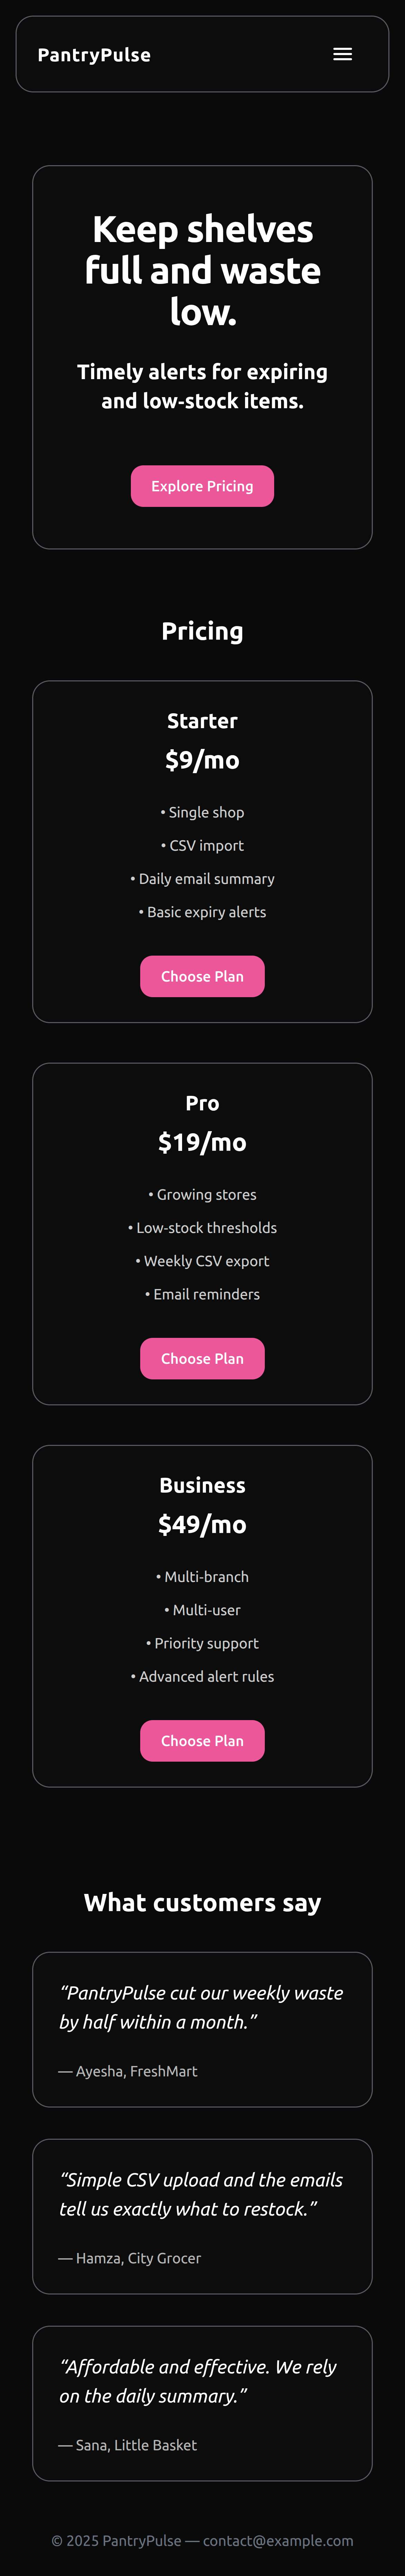 PantryPulse
Keep shelves
full and waste
low.
Timely alerts for expiring
and low-stock items.
Explore Pricing
Pricing
Starter
$9/mo
• Single shop
• CSV import
• Daily email summary
• Basic expiry alerts
Choose Plan
Pro
$19/mo
• Growing stores
• Low-stock thresholds
• Weekly CSV export
• Email reminders
Choose Plan
Business
$49/mo
• Multi-branch
• Multi-user
• Priority support
• Advanced alert rules
Choose Plan
What customers say
“PantryPulse cut our weekly waste
by half within a month.”
— Ayesha, FreshMart
“Simple CSV upload and the emails
tell us exactly what to restock.”
— Hamza, City Grocer
“Affordable and effective. We rely
on the daily summary.”
— Sana, Little Basket
© 2025 PantryPulse — contact@example.com